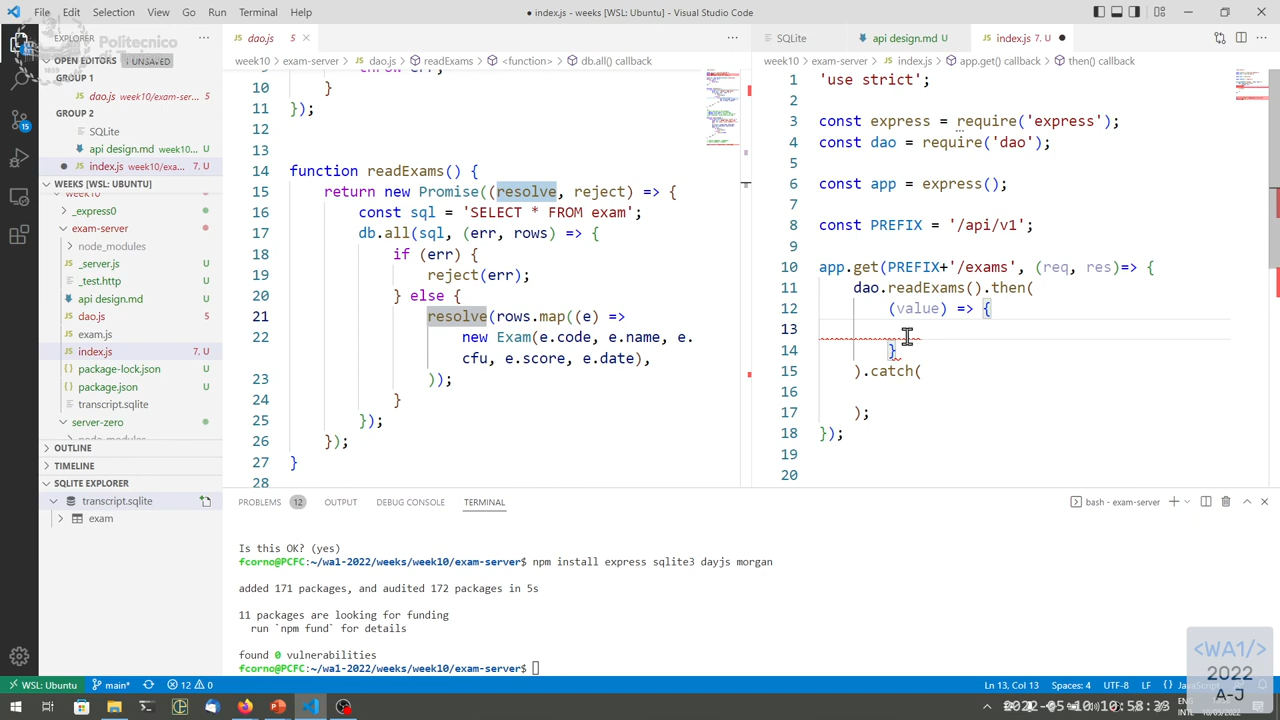 File Edit Selection View Go Run Terminal Help
index.js - weeks [WSL: Ubuntu] - Visual Studio Code
EXPLORER
Politecnico
OPEN EDITORS 1 UNSAVED
GROUP 1
dao.js week10/exam-ser... 5
GROUP 2
SQLite
api design.md week10... U
index.js week10/e... 7, U
WEEKS [WSL: UBUNTU]
week10
_express0
exam-server
node_modules
_server.js U
_test.http U
api design.md U
dao.js U
exam.js U
index.js 7, U
package-lock.json U
package.json U
transcript.sqlite U
server-zero
node_modules
OUTLINE
TIMELINE
SQLITE EXPLORER
transcript.sqlite
exam
15
dao.js 5
week10 > exam-server > dao.js > readExams > <function> > db.all() callback
10 }
11 });
12
13
14 function readExams() {
15 return new Promise((resolve, reject) => {
16 const sql = 'SELECT * FROM exam';
17 db.all(sql, (err, rows) => {
18 if (err) {
19 reject(err);
20 } else {
21 resolve(rows.map((e) =>
22 new Exam(e.code, e.name, e.
cfu, e.score, e.date),
23 ));
24 }
25 });
26 });
27 }
28
SQLite
api design.md U
index.js 7, U
week10 > exam-server > index.js > app.get() callback > then() callback
1 'use strict';
2
3 const express = require('express');
4 const dao = require('dao');
5
6 const app = express();
7
8 const PREFIX = '/api/v1';
9
10 app.get(PREFIX+'/exams', (req, res)=> {
11 dao.readExams().then(
12 (value) => {
13
14 }
15 ).catch(
16
17 );
18 });
19
20
PROBLEMS 12 OUTPUT DEBUG CONSOLE TERMINAL
bash - exam-server
Is this OK? (yes)
fcorno@PCFC:~/wa1-2022/weeks/week10/exam-server$ npm install express sqlite3 dayjs morgan
added 171 packages, and audited 172 packages in 5s
11 packages are looking for funding
run `npm fund` for details
found 0 vulnerabilities
fcorno@PCFC:~/wa1-2022/weeks/week10/exam-server$
<WA1/>
2022
A-J
WSL: Ubuntu main* 12 0
Ln 13, Col 13 Spaces: 4 UTF-8 LF
2022-05-10 10:58:33
INTL